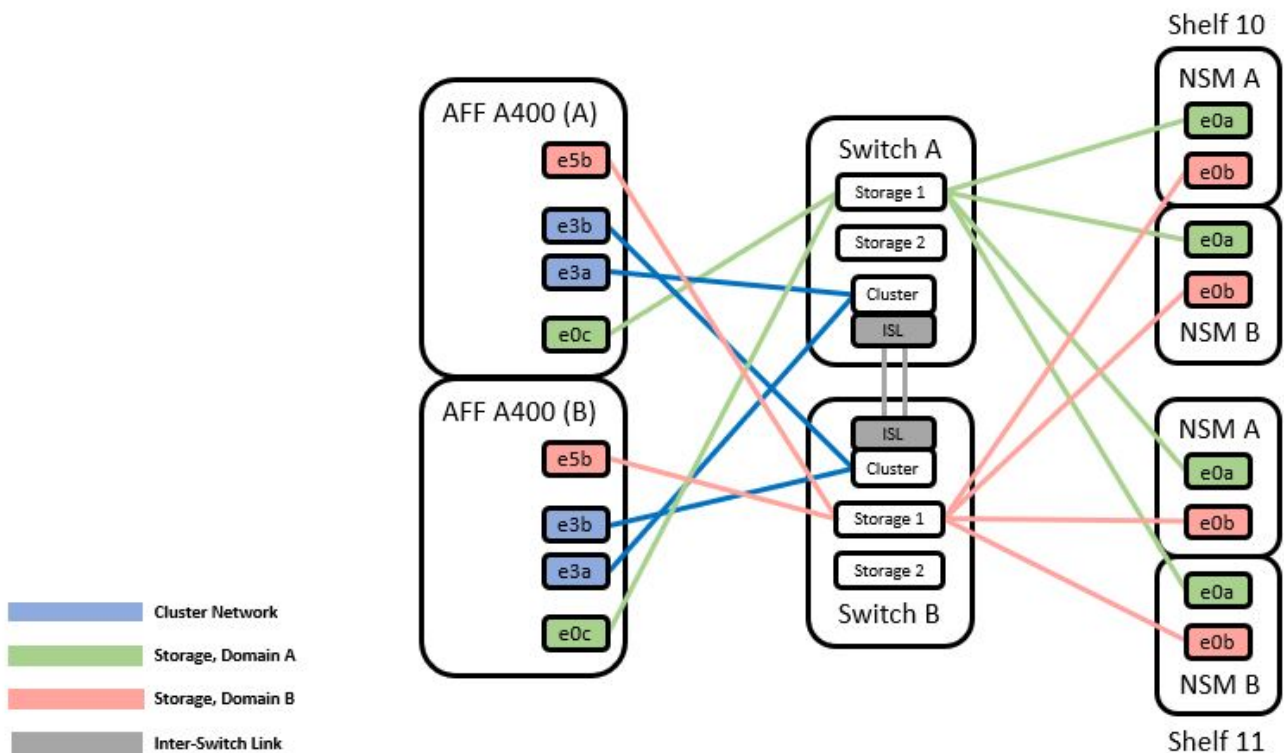 Shelf 10
AFF A400 (A)
e5b
e3b
e3a
e0c
AFF A400 (B)
e5b
e3b
e3a
e0c
Switch A
Storage 1
Storage 2
Cluster
ISL
ISL
Cluster
Storage 1
Storage 2
Switch B
NSM A
e0a
e0b
e0a
e0b
NSM B
NSM A
e0a
e0b
e0a
e0b
NSM B
Shelf 11
Cluster Network
Storage, Domain A
Storage, Domain B
Inter-Switch Link